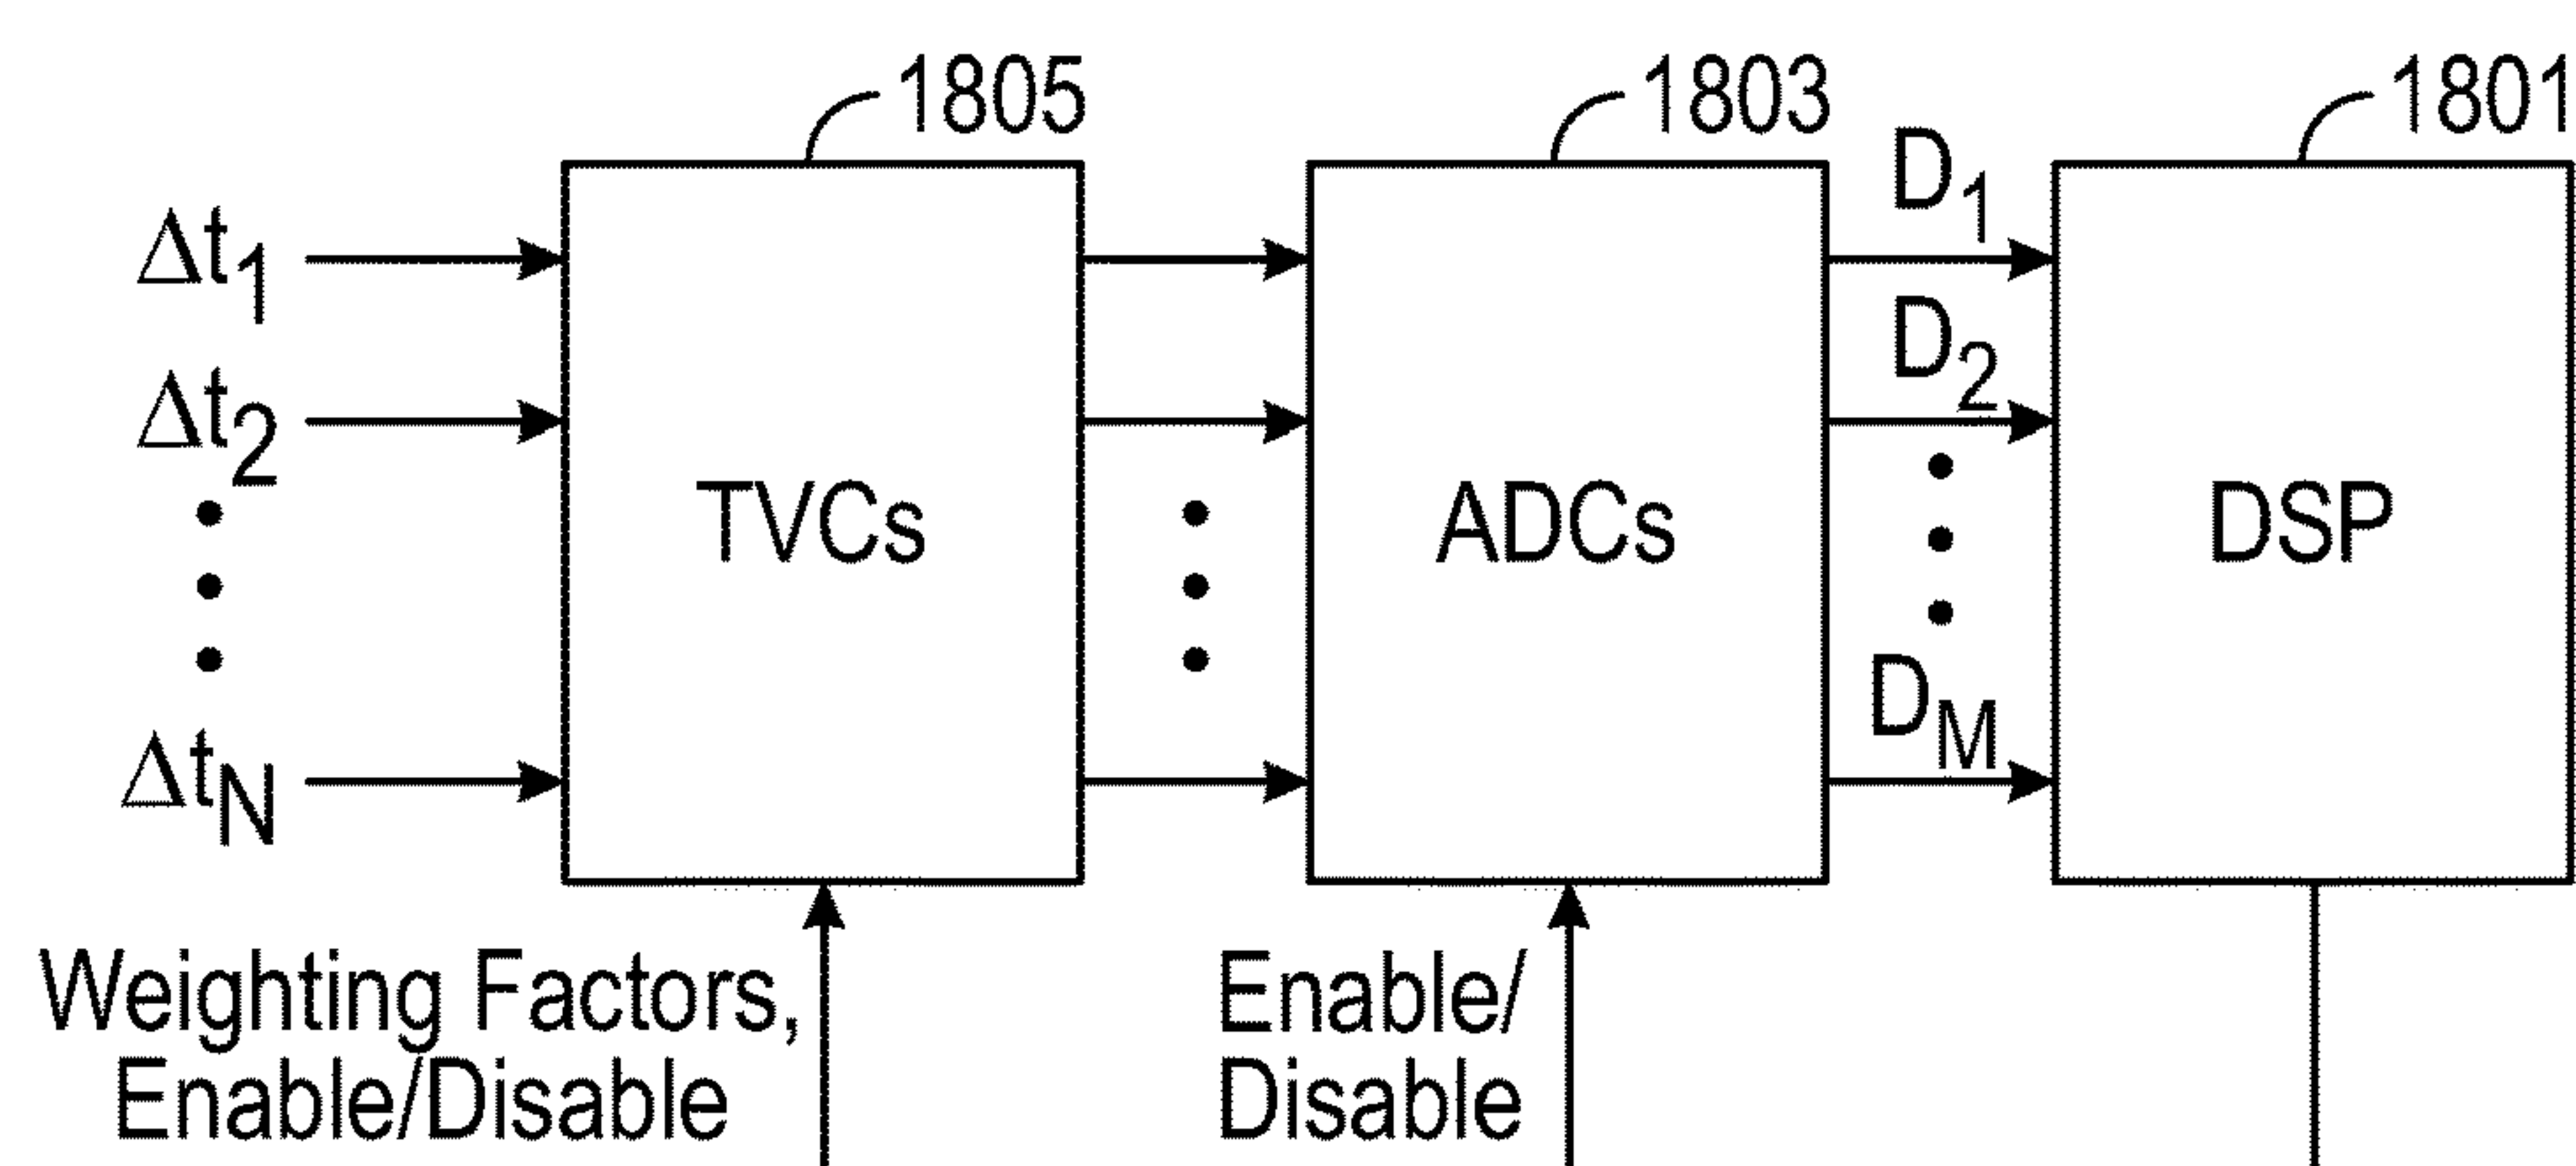 1805
1803
1801
Δt1
Δt2
ΔtN
TVCs
ADCs
D1
D2
DM
DSP
Weighting Factors,
Enable/Disable
Enable/
Disable